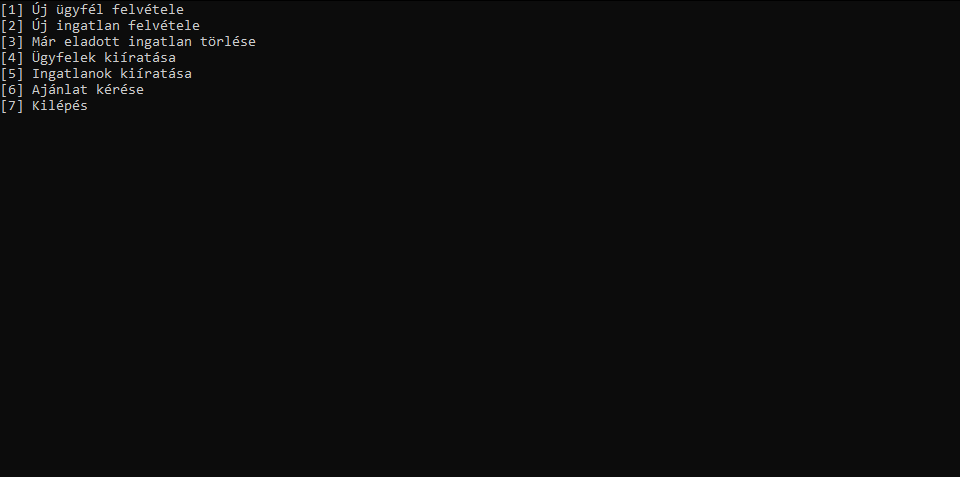 [1] Új ügyfél felvétele
[2] Új ingatlan felvétele
[3] Már eladott ingatlan törlése
[4] Ügyfelek kiíratása
[5] Ingatlanok kiíratása
[6] Ajánlat kérése
[7] Kilépés